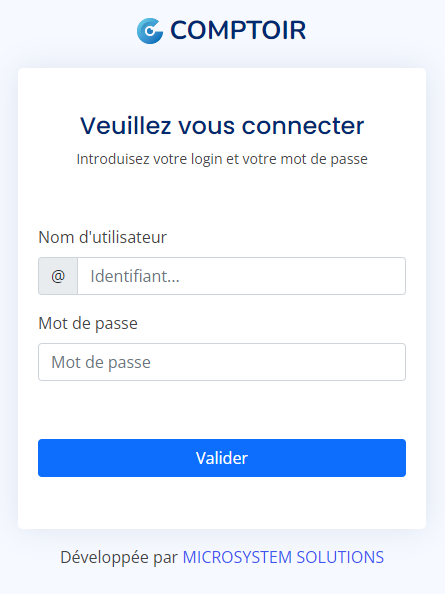 COMPTOIR
Veuillez vous connecter
Introduisez votre login et votre mot de passe
Nom d'utilisateur
@ Identifiant...
Mot de passe
Mot de passe
Valider
Développée par MICROSYSTEM SOLUTIONS